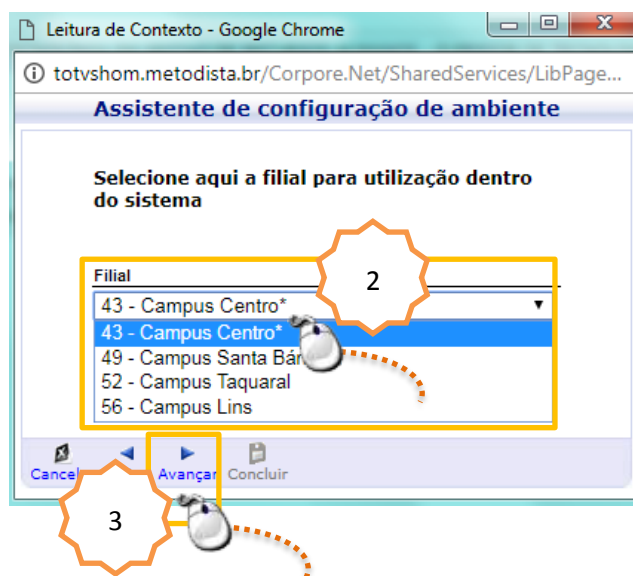 Leitura de Contexto - Google Chrome
totvshom.metodista.br/Corpore.Net/SharedServices/LibPage...
Assistente de configuração de ambiente
Selecione aqui a filial para utilização dentro
do sistema
2
Filial
43 - Campus Centro*
43 - Campus Centro*
49 - Campus Santa
52 - Campus Taquaral
56 - Campus Lins
Avançar Concluir
3